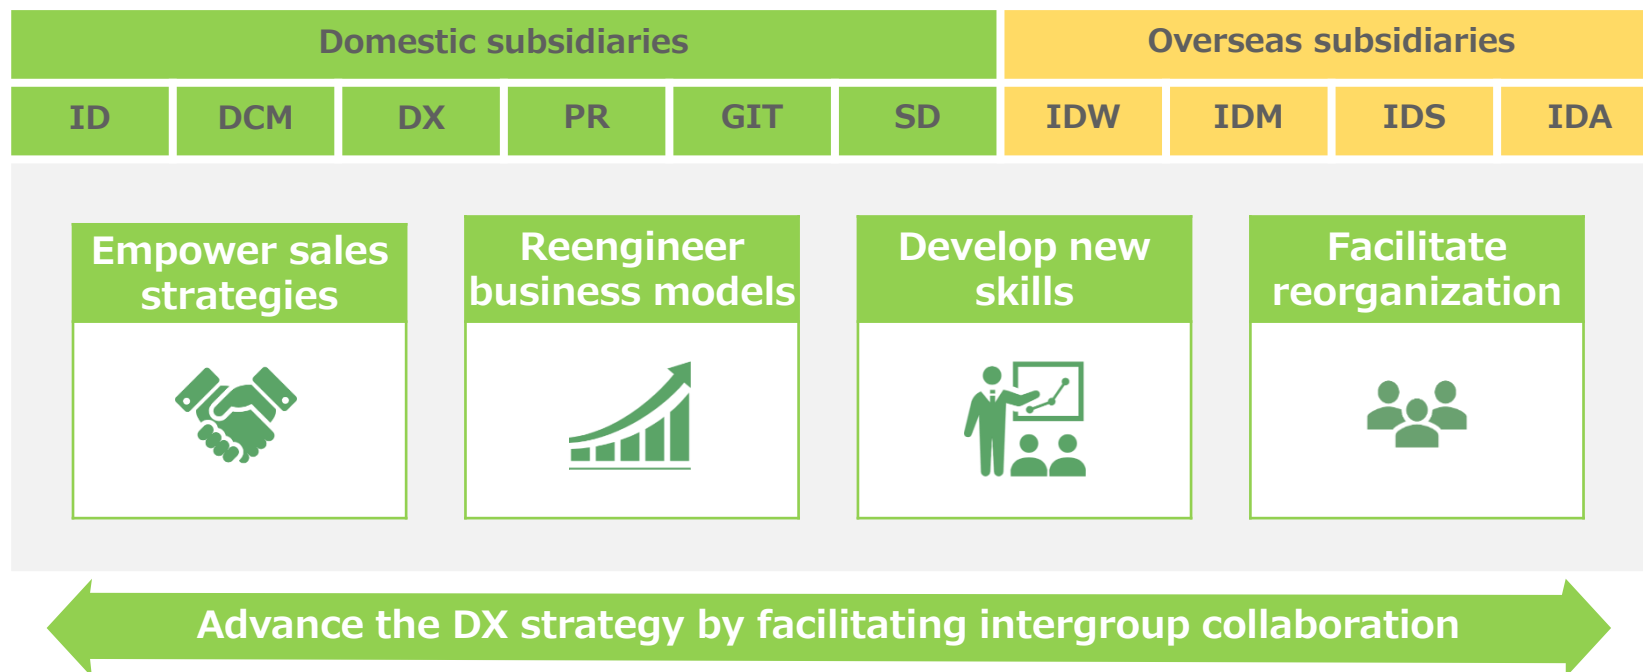 Domestic subsidiaries
Overseas subsidiaries
ID
DCM
DX
PR
GIT
SD
IDW
IDM
IDS
IDA
Empower sales
strategies
Reengineer
business models
Develop new
skills
Facilitate
reorganization
Advance the DX strategy by facilitating intergroup collaboration